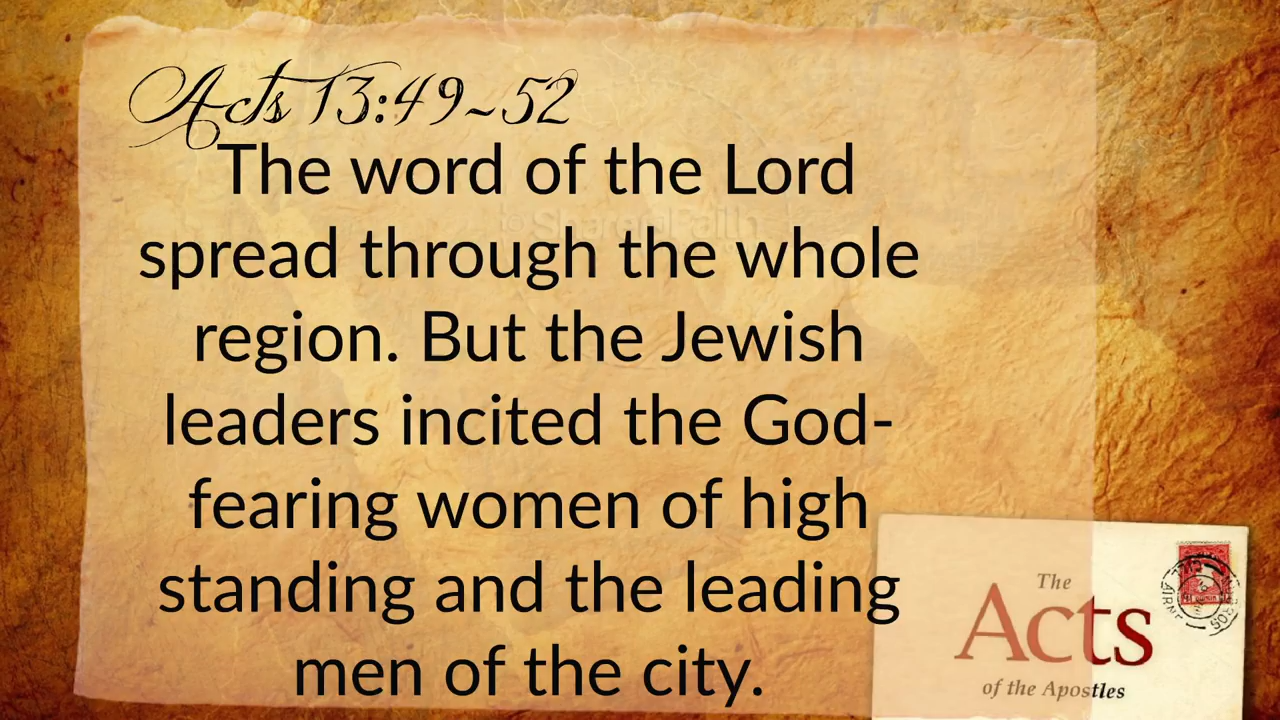 Acts 13:49-52
The word of the Lord
spread through the whole
region. But the Jewish
leaders incited the God-
fearing women of high
standing and the leading
men of the city.
© SharedFaith
The
Acts
of the Apostles